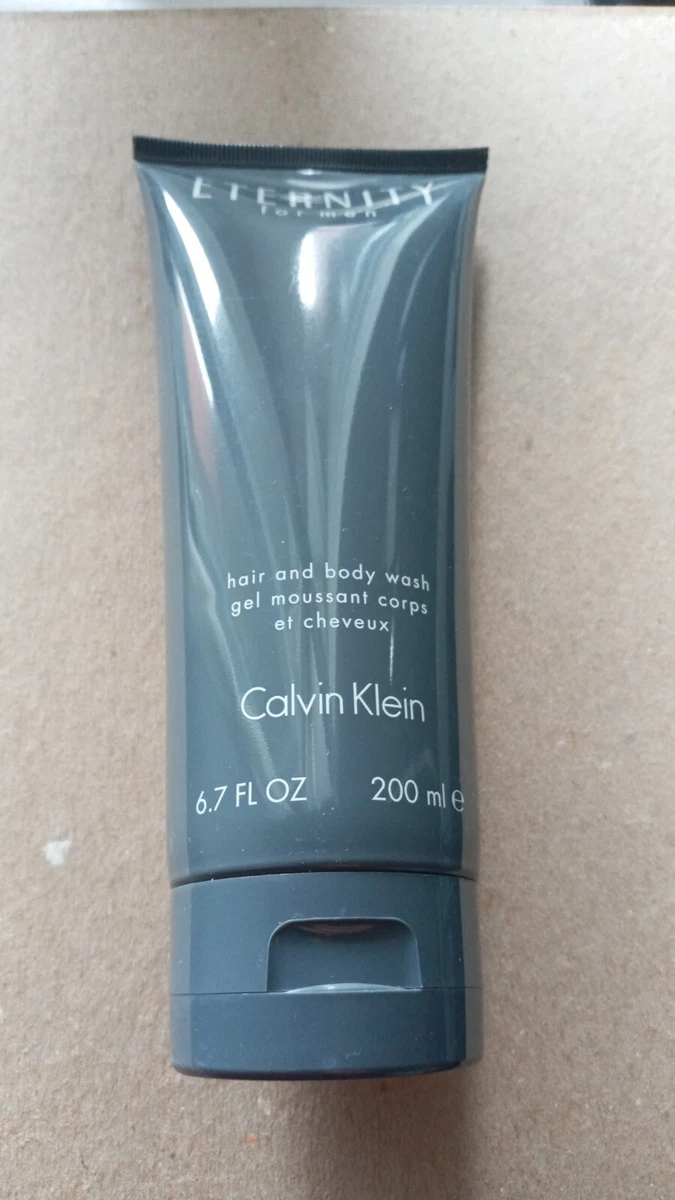 ETERNITY
for men
hair and body wash
gel moussant corps
et cheveux
Calvin Klein
6.7 FL OZ 200 ml ℮